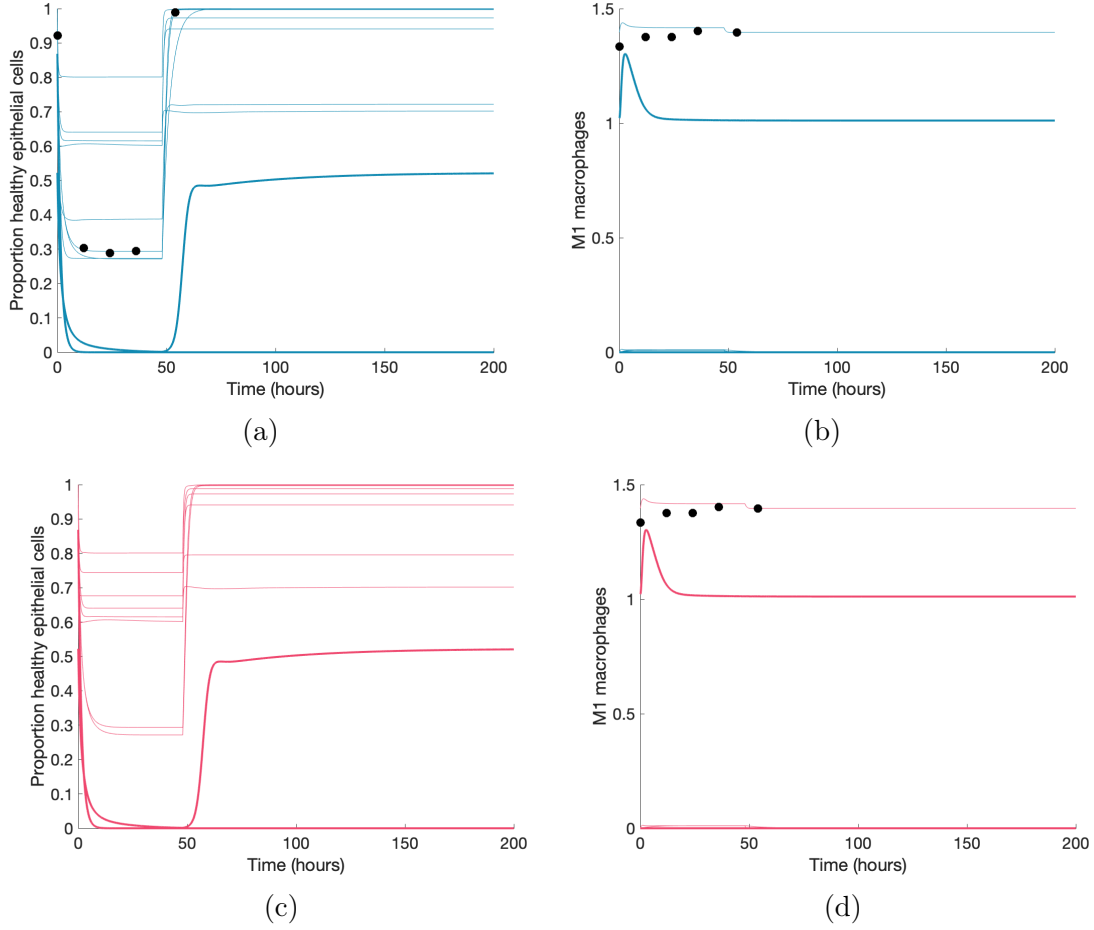 Proportion healthy epithelial cells
1
0.9
0.8
0.7
0.6
0.5
0.4
0.3
0.2
0.1
0
0 50 100 150 200
Time (hours)
(a)
M1 macrophages
1.5
1
0.5
0
0 50 100 150 200
Time (hours)
(b)
Proportion healthy epithelial cells
1
0.9
0.8
0.7
0.6
0.5
0.4
0.3
0.2
0.1
0
0 50 100 150 200
Time (hours)
(c)
M1 macrophages
1.5
1
0.5
0
0 50 100 150 200
Time (hours)
(d)